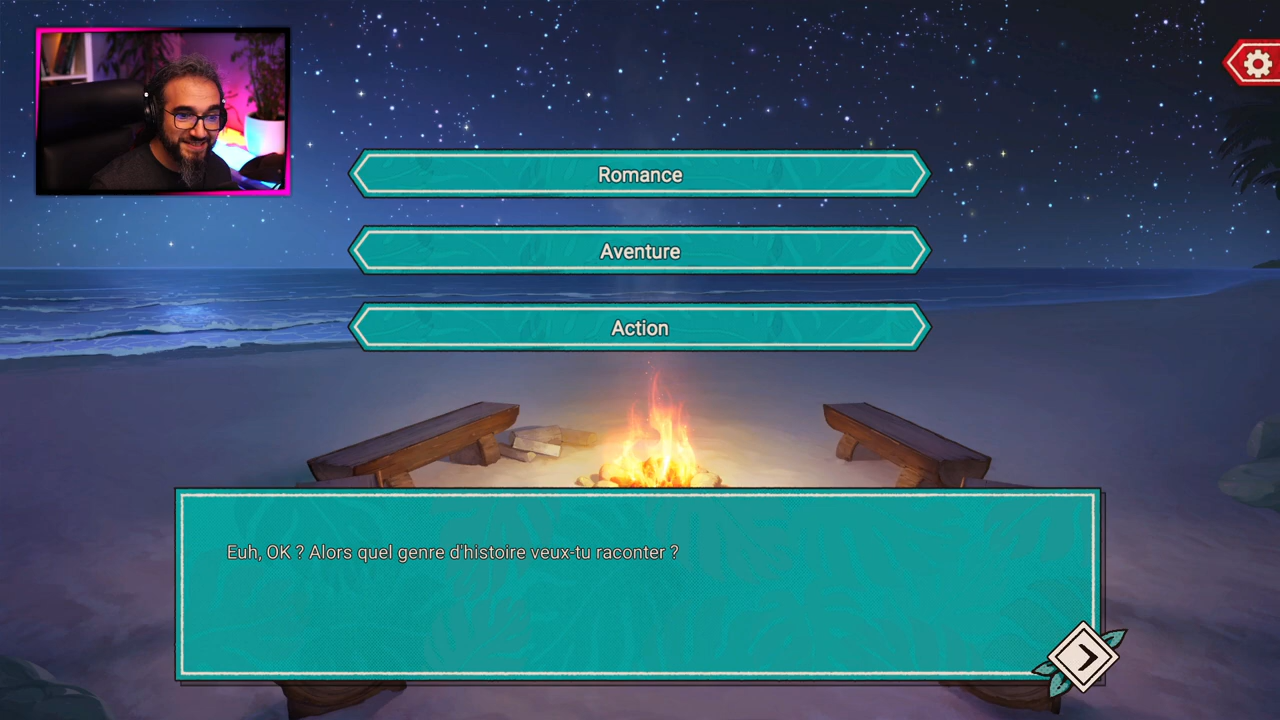 Romance
Aventure
Action
Euh, OK ? Alors quel genre d'histoire veux-tu raconter ?